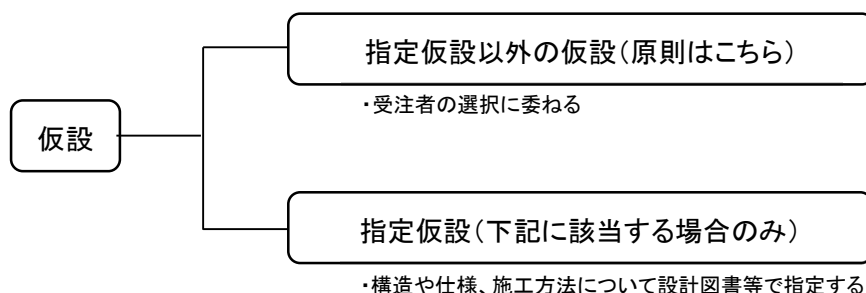 指定仮設以外の仮設(原則はこちら)
・受注者の選択に委ねる
仮設
指定仮設(下記に該当する場合のみ)
・構造や仕様、施工方法について設計図書等で指定する